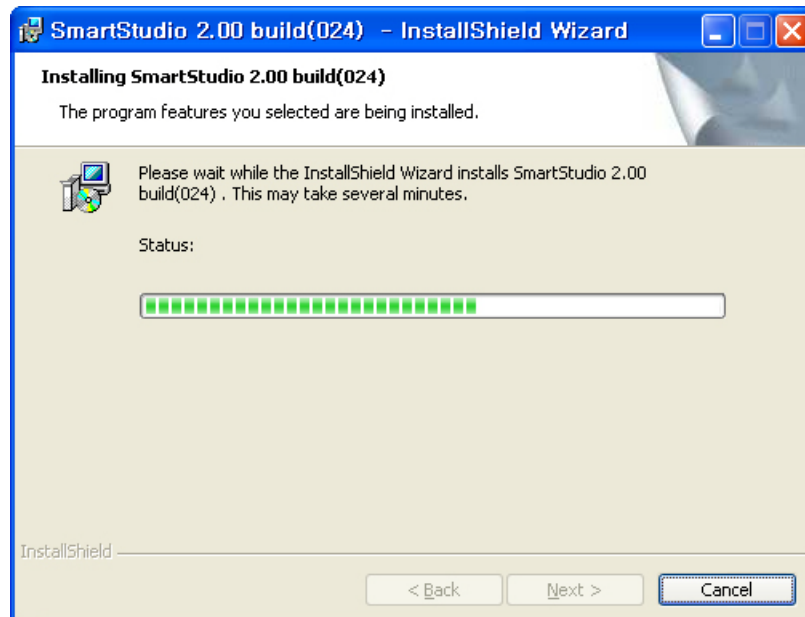 SmartStudio 2.00 build(024) - InstallShield Wizard
Installing SmartStudio 2.00 build(024)
The program features you selected are being installed.
Please wait while the InstallShield Wizard installs SmartStudio 2.00
build(024) . This may take several minutes.
Status:
InstallShield
< Back
Next >
Cancel